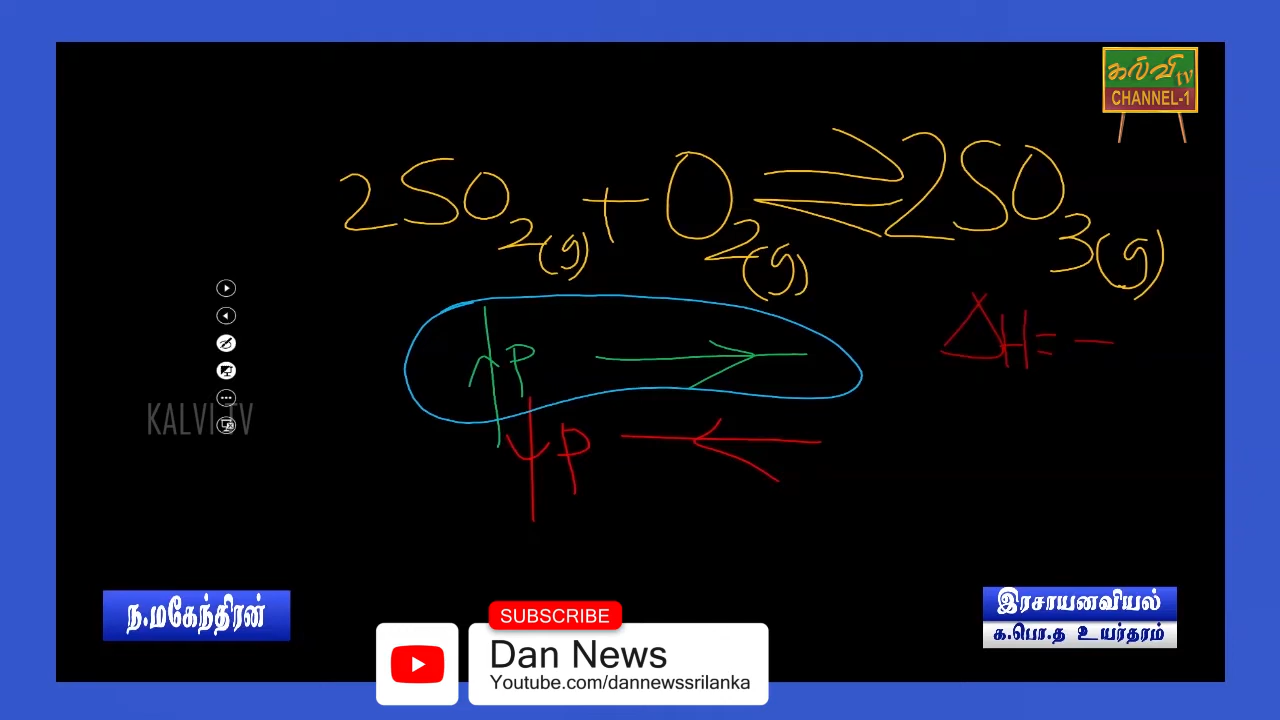 கல்வி tv
CHANNEL-1
2SO2(g) + O2(g) ⇌ 2SO3(g)
↑P →
ΔH = −
↓P ←
KALVI TV
ந.மகேந்திரன்
இரசாயனவியல்
க.பொ.த உயர்தரம்
SUBSCRIBE
Dan News
Youtube.com/dannewssrilanka